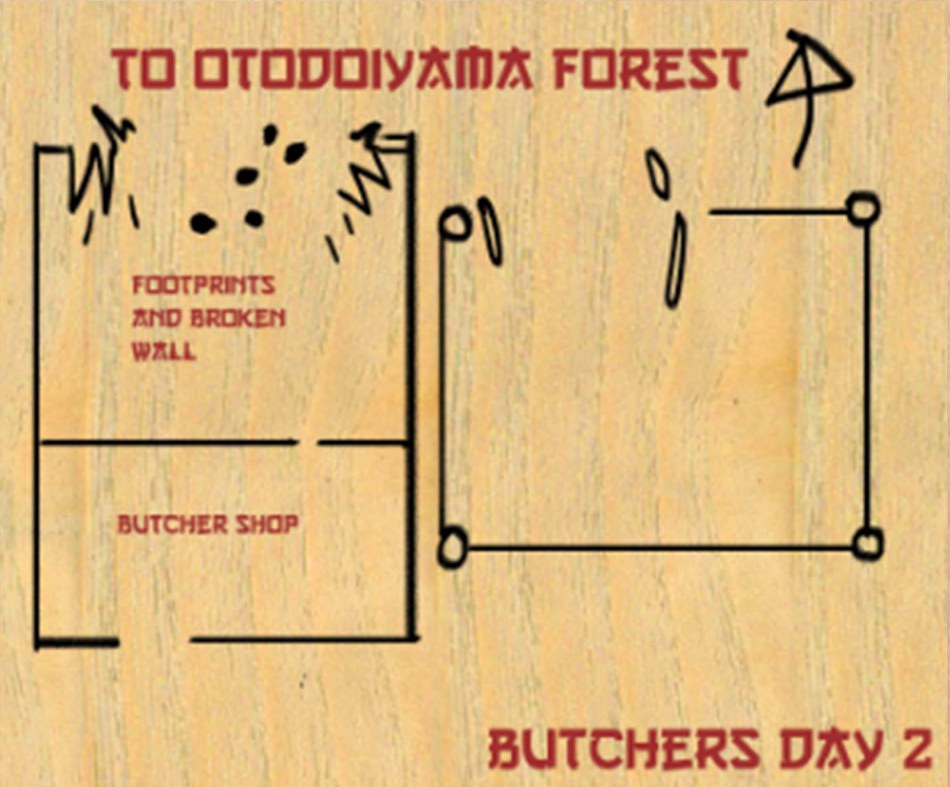 TO OTODOIYAMA FOREST
FOOTPRINTS
AND BROKEN
WALL
BUTCHER SHOP
BUTCHERS DAY 2